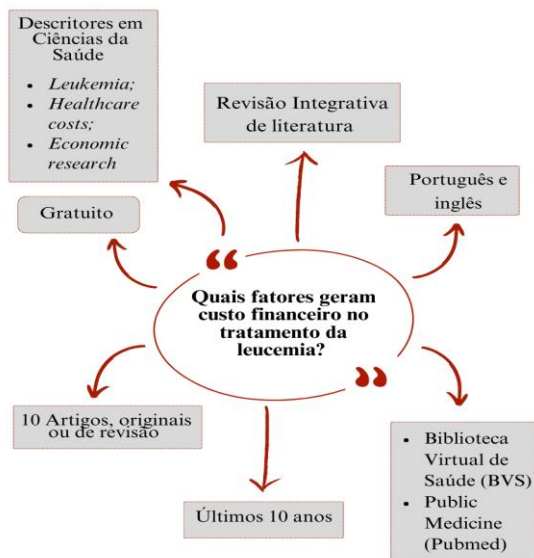 Descritores em
Ciências da
Saúde
• Leukemia;
• Healthcare
costs;
• Economic
research
Revisão Integrativa
de literatura
Português e
inglês
Gratuito
“
Quais fatores geram
custo financeiro no
tratamento da
leucemia?
”
10 Artigos, originais
ou de revisão
Últimos 10 anos
• Biblioteca
Virtual de
Saúde (BVS)
• Public
Medicine
(Pubmed)